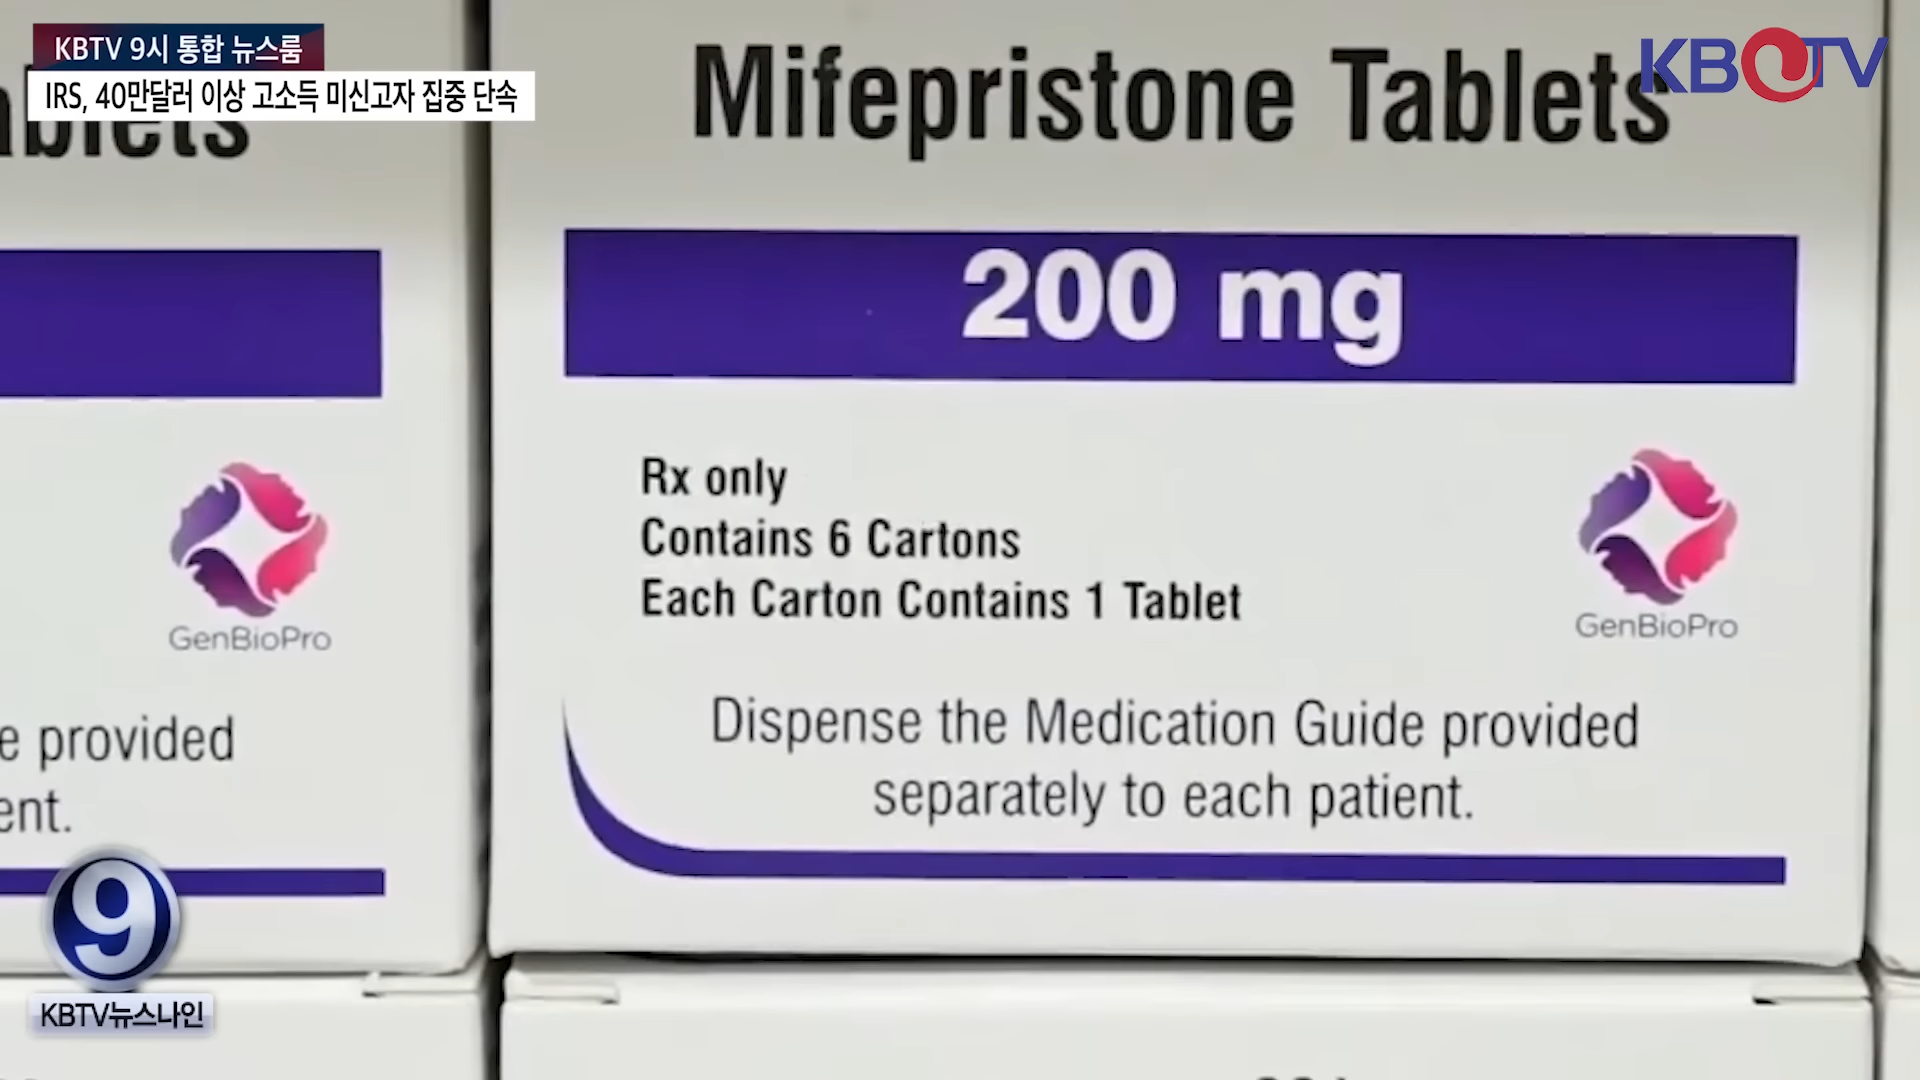 KBTV 9시 통합 뉴스룸
IRS, 40만달러 이상 고소득 미신고자 집중 단속
KBTV
ablets
Mifepristone Tablets
200 mg
Rx only
Contains 6 Cartons
Each Carton Contains 1 Tablet
GenBioPro
GenBioPro
Dispense the Medication Guide provided
separately to each patient.
e provided
ent.
9
KBTV뉴스나인